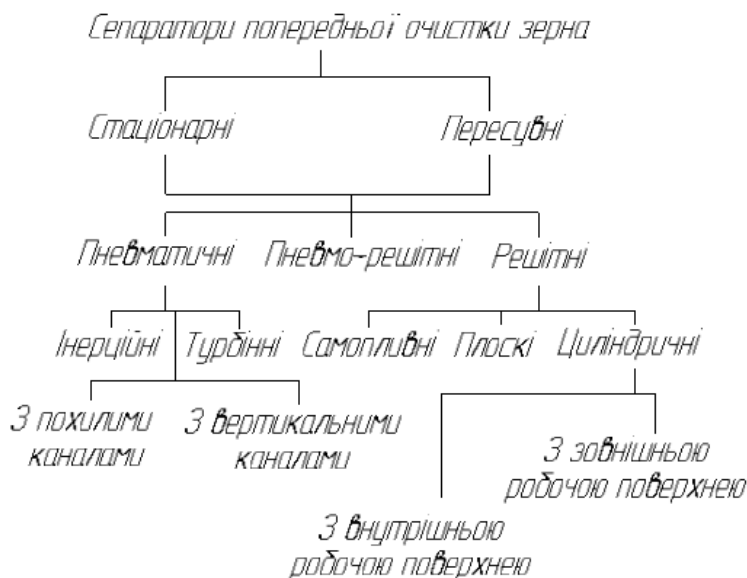 Сепаратори попередньої очистки зерна
Стаціонарні
Пересувні
Пневматичні
Пневмо-решітні
Решітні
Інерційні
Турбінні
Самопливні
Плоскі
Циліндричні
З похилими
каналами
З вертикальними
каналами
З зовнішньою
робочою поверхнею
З внутрішньою
робочою поверхнею